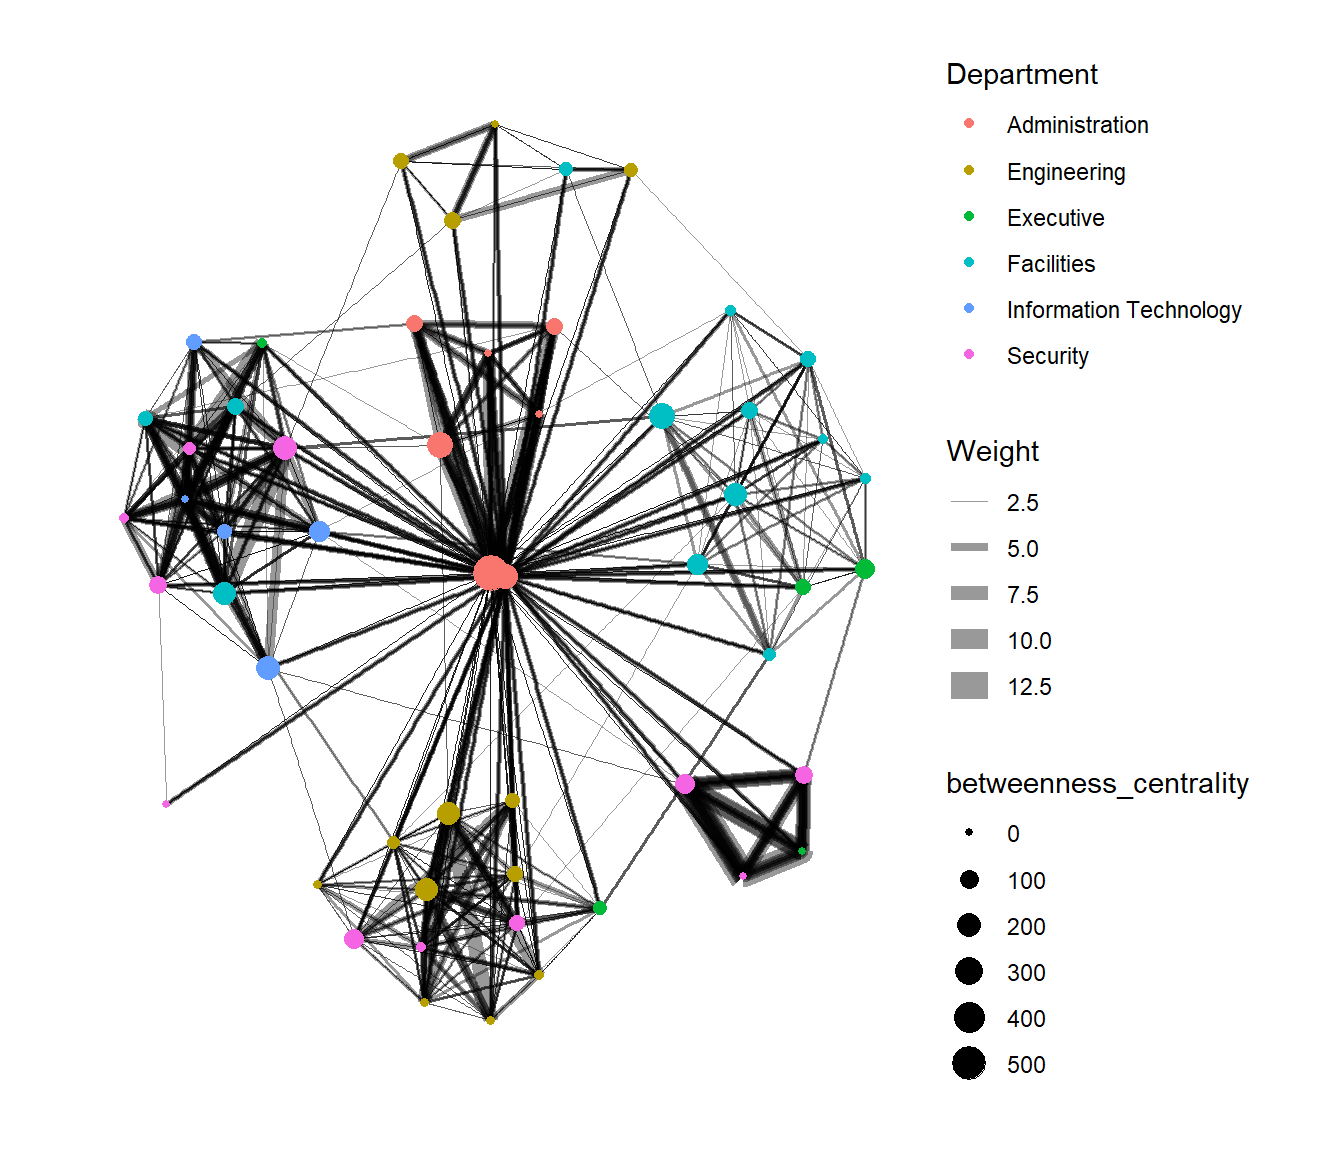 Department
Administration
Engineering
Executive
Facilities
Information Technology
Security
Weight
2.5
5.0
7.5
10.0
12.5
betweenness_centrality
0
100
200
300
400
500